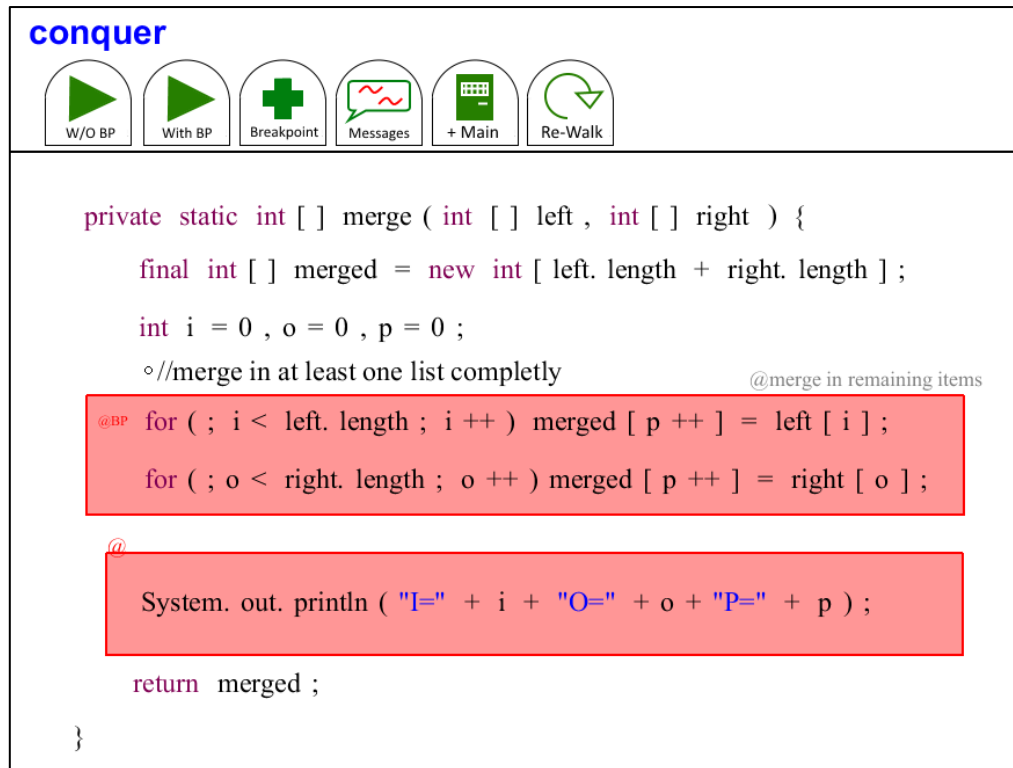 conquer
W/O BP With BP Breakpoint Messages + Main Re-Walk
private static int [ ] merge ( int [ ] left , int [ ] right ) {
final int [ ] merged = new int [ left. length + right. length ] ;
int i = 0 , o = 0 , p = 0 ;
//merge in at least one list completly
@merge in remaining items
@BP for ( ; i < left. length ; i ++ ) merged [ p ++ ] = left [ i ] ;
for ( ; o < right. length ; o ++ ) merged [ p ++ ] = right [ o ] ;
@
System. out. println ( "I=" + i + "O=" + o + "P=" + p ) ;
return merged ;
}